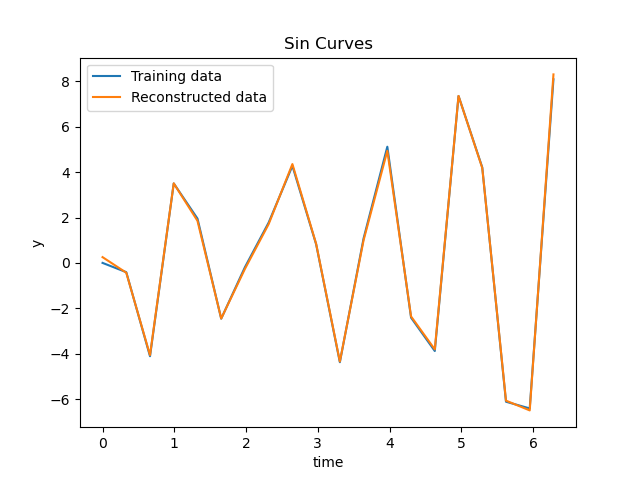 Sin Curves
Training data
Reconstructed data
8
6
4
2
0
−2
−4
−6
y
0 1 2 3 4 5 6
time